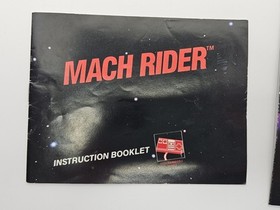 MACH RIDER™
INSTRUCTION BOOKLET